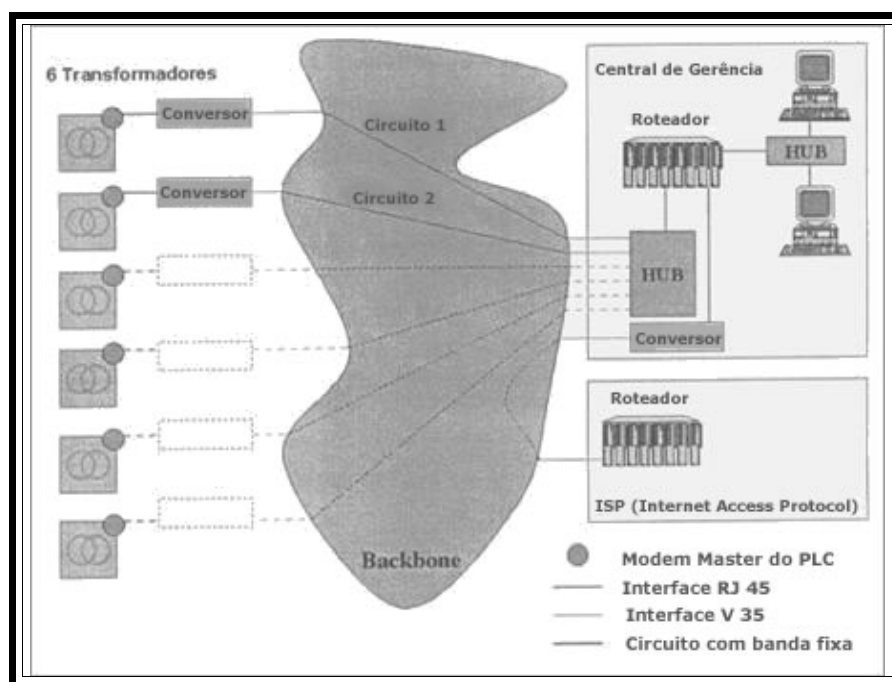 6 Transformadores
Conversor
Conversor
Circuito 1
Circuito 2
Backbone
Central de Gerência
Roteador
HUB
HUB
Conversor
Roteador
ISP (Internet Access Protocol)
Modem Master do PLC
Interface RJ 45
Interface V 35
Circuito com banda fixa